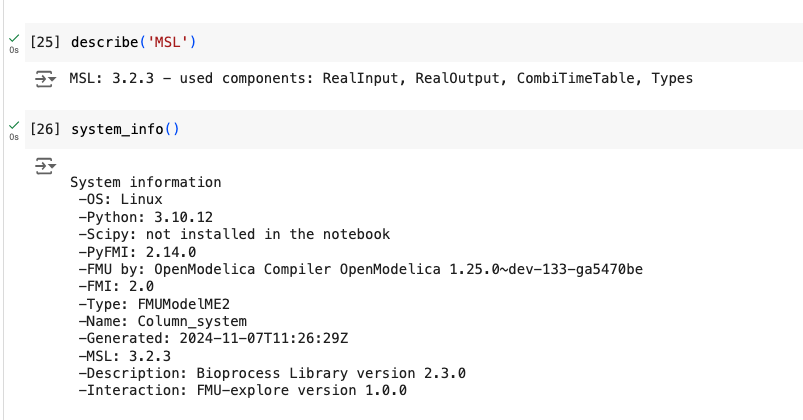 [25] describe('MSL')
0s
MSL: 3.2.3 - used components: RealInput, RealOutput, CombiTimeTable, Types
[26] system_info()
0s
System information
-OS: Linux
-Python: 3.10.12
-Scipy: not installed in the notebook
-PyFMI: 2.14.0
-FMU by: OpenModelica Compiler OpenModelica 1.25.0~dev-133-ga5470be
-FMI: 2.0
-Type: FMUModelME2
-Name: Column_system
-Generated: 2024-11-07T11:26:29Z
-MSL: 3.2.3
-Description: Bioprocess Library version 2.3.0
-Interaction: FMU-explore version 1.0.0